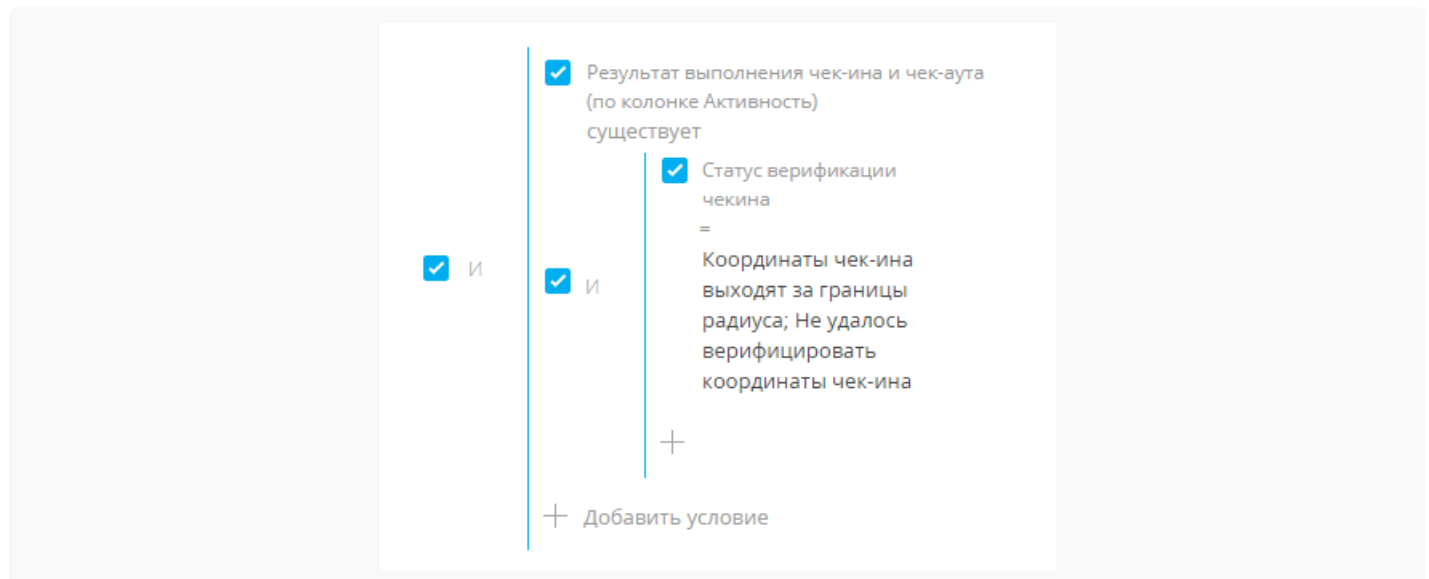 Результат выполнения чек-ина и чек-аута
(по колонке Активность)
существует
Статус верификации
чекина
=
Координаты чек-ина
выходят за границы
радиуса; Не удалось
верифицировать
координаты чек-ина
И
И
Добавить условие